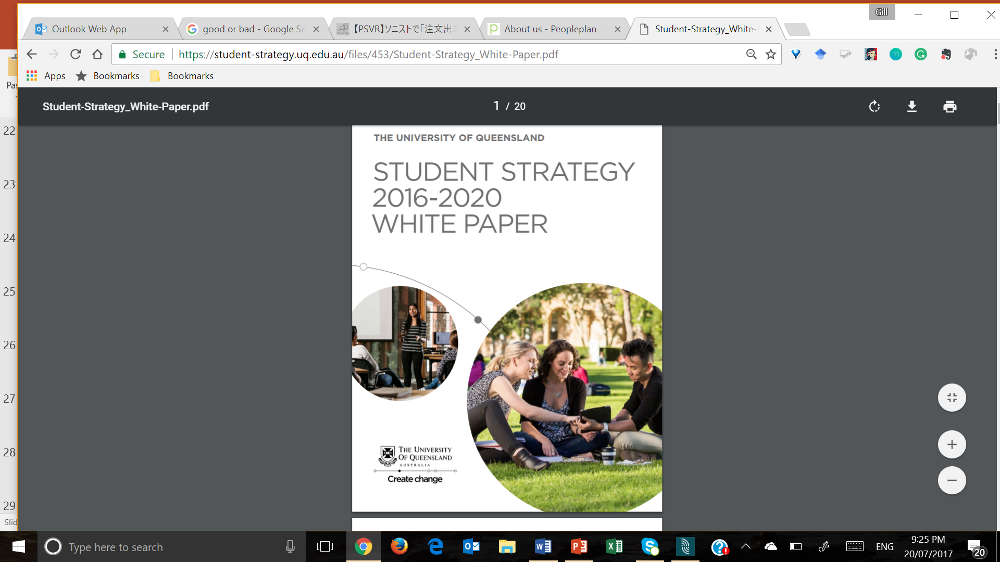 Gill
Outlook Web App
good or bad - Google Se
【PSVR】ソニストで「注文出来
About us - Peopleplan
Student-Strategy_White-
Secure
https://student-strategy.uq.edu.au/files/453/Student-Strategy_White-Paper.pdf
Apps
Bookmarks
Bookmarks
Pas
Student-Strategy_White-Paper.pdf
1 / 20
22
23
24
25
26
27
28
29
Slid
THE UNIVERSITY OF QUEENSLAND
STUDENT STRATEGY
2016-2020
WHITE PAPER
THE UNIVERSITY
OF QUEENSLAND
AUSTRALIA
Create change
Type here to search
ENG
9:25 PM
20/07/2017
20